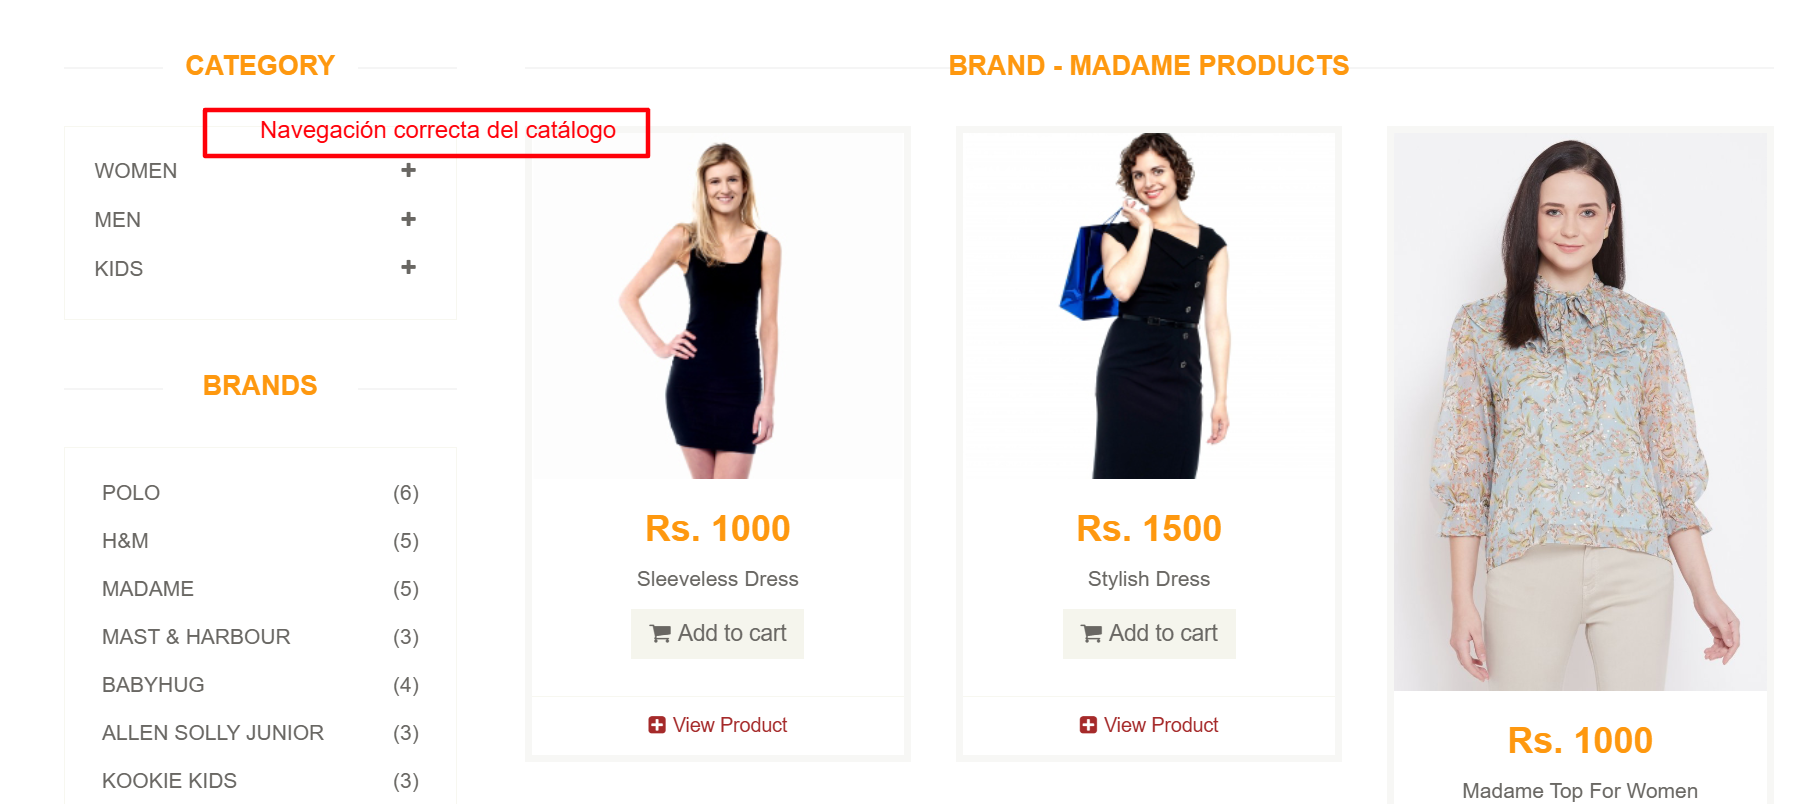 CATEGORY
Navegación correcta del catálogo
WOMEN
MEN
KIDS
BRANDS
POLO (6)
H&M (5)
MADAME (5)
MAST & HARBOUR (3)
BABYHUG (4)
ALLEN SOLLY JUNIOR (3)
KOOKIE KIDS (3)
BRAND - MADAME PRODUCTS
Rs. 1000
Sleeveless Dress
Add to cart
View Product
Rs. 1500
Stylish Dress
Add to cart
View Product
Rs. 1000
Madame Top For Women